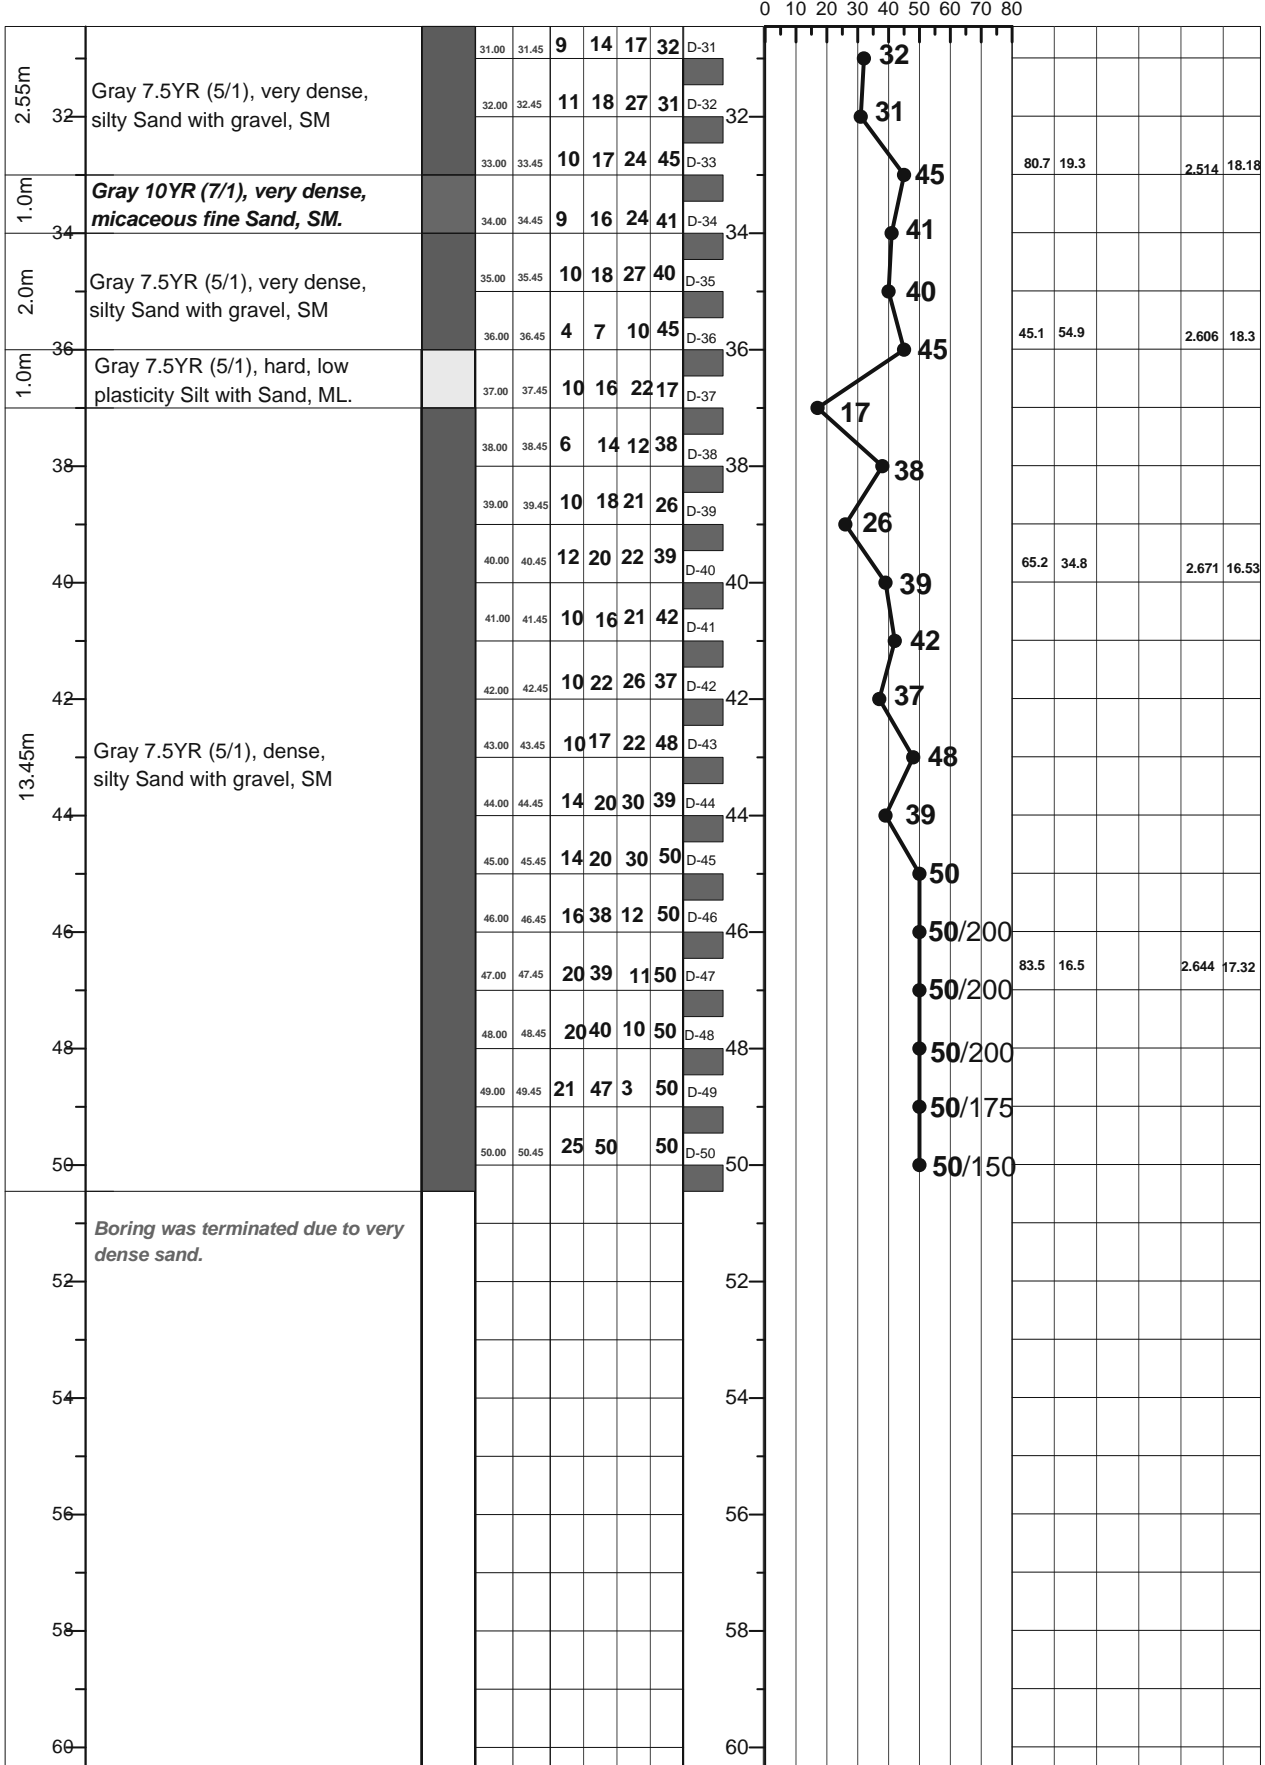 0 10 20 30 40 50 60 70 80
31.00 31.45 9 14 17 32 D-31
32
2.55m
Gray 7.5YR (5/1), very dense,
silty Sand with gravel, SM
32 32.00 32.45 11 18 27 31 D-32 32
31
33.00 33.45 10 17 24 45 D-33
45
80.7 19.3 2.514 18.18
1.0m
Gray 10YR (7/1), very dense,
micaceous fine Sand, SM.
34 34.00 34.45 9 16 24 41 D-34 34
41
2.0m
Gray 7.5YR (5/1), very dense,
silty Sand with gravel, SM
35.00 35.45 10 18 27 40 D-35
40
36 36.00 36.45 4 7 10 45 D-36 36
45
45.1 54.9 2.606 18.3
1.0m
Gray 7.5YR (5/1), hard, low
plasticity Silt with Sand, ML.
37.00 37.45 10 16 22 17 D-37
17
38 38.00 38.45 6 14 12 38 D-38 38
38
39.00 39.45 10 18 21 26 D-39
26
40 40.00 40.45 12 20 22 39 D-40 40
39
65.2 34.8 2.671 16.53
41.00 41.45 10 16 21 42 D-41
42
42 42.00 42.45 10 22 26 37 D-42 42
37
13.45m
Gray 7.5YR (5/1), dense,
silty Sand with gravel, SM
43.00 43.45 10 17 22 48 D-43
48
44 44.00 44.45 14 20 30 39 D-44 44
39
45.00 45.45 14 20 30 50 D-45
50
46 46.00 46.45 16 38 12 50 D-46 46
50/200
47.00 47.45 20 39 11 50 D-47
50/200
83.5 16.5 2.644 17.32
48 48.00 48.45 20 40 10 50 D-48 48
50/200
49.00 49.45 21 47 3 50 D-49
50/175
50 50.00 50.45 25 50 50 D-50 50
50/150
Boring was terminated due to very
dense sand.
52 52
54 54
56 56
58 58
60 60